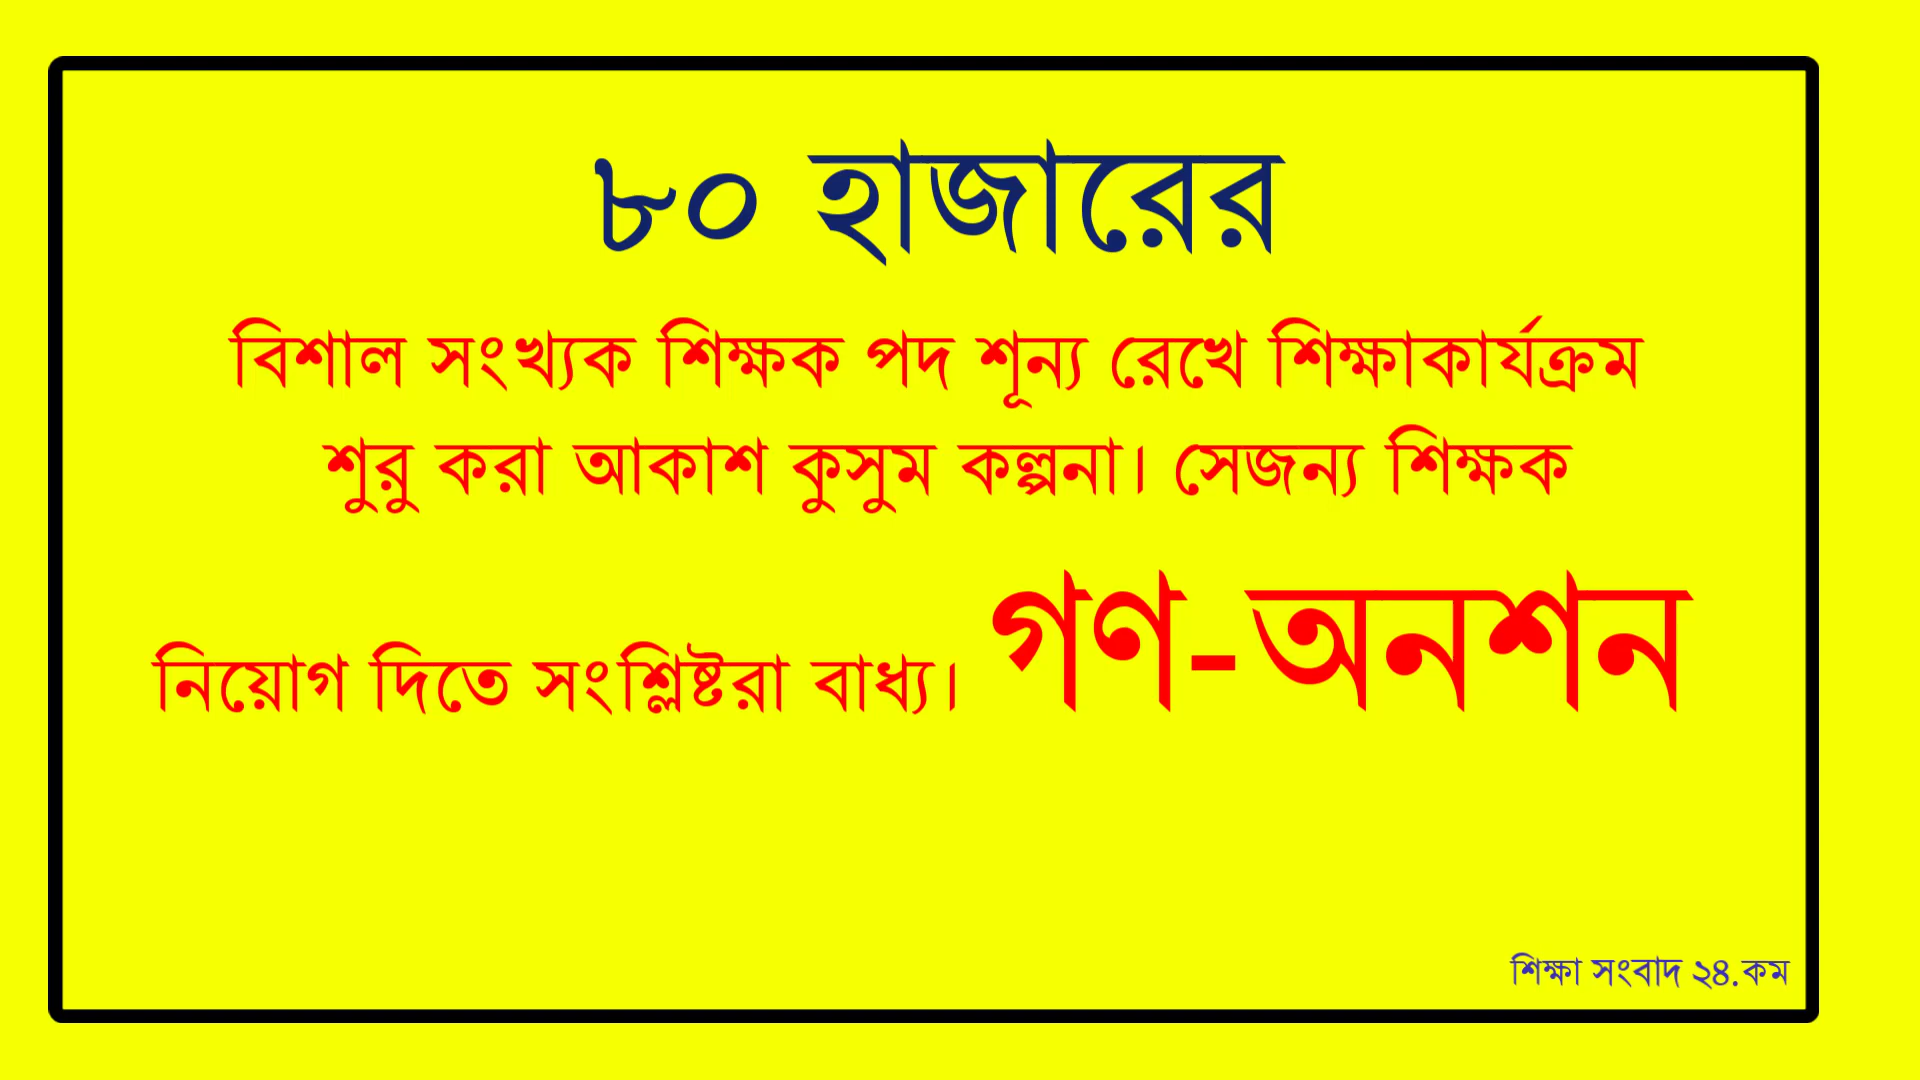 ৮০ হাজারের
বিশাল সংখ্যক শিক্ষক পদ শূন্য রেখে শিক্ষাকার্যক্রম
শুরু করা আকাশ কুসুম কল্পনা। সেজন্য শিক্ষক
নিয়োগ দিতে সংশ্লিষ্টরা বাধ্য। গণ-অনশন
শিক্ষা সংবাদ ২৪.কম